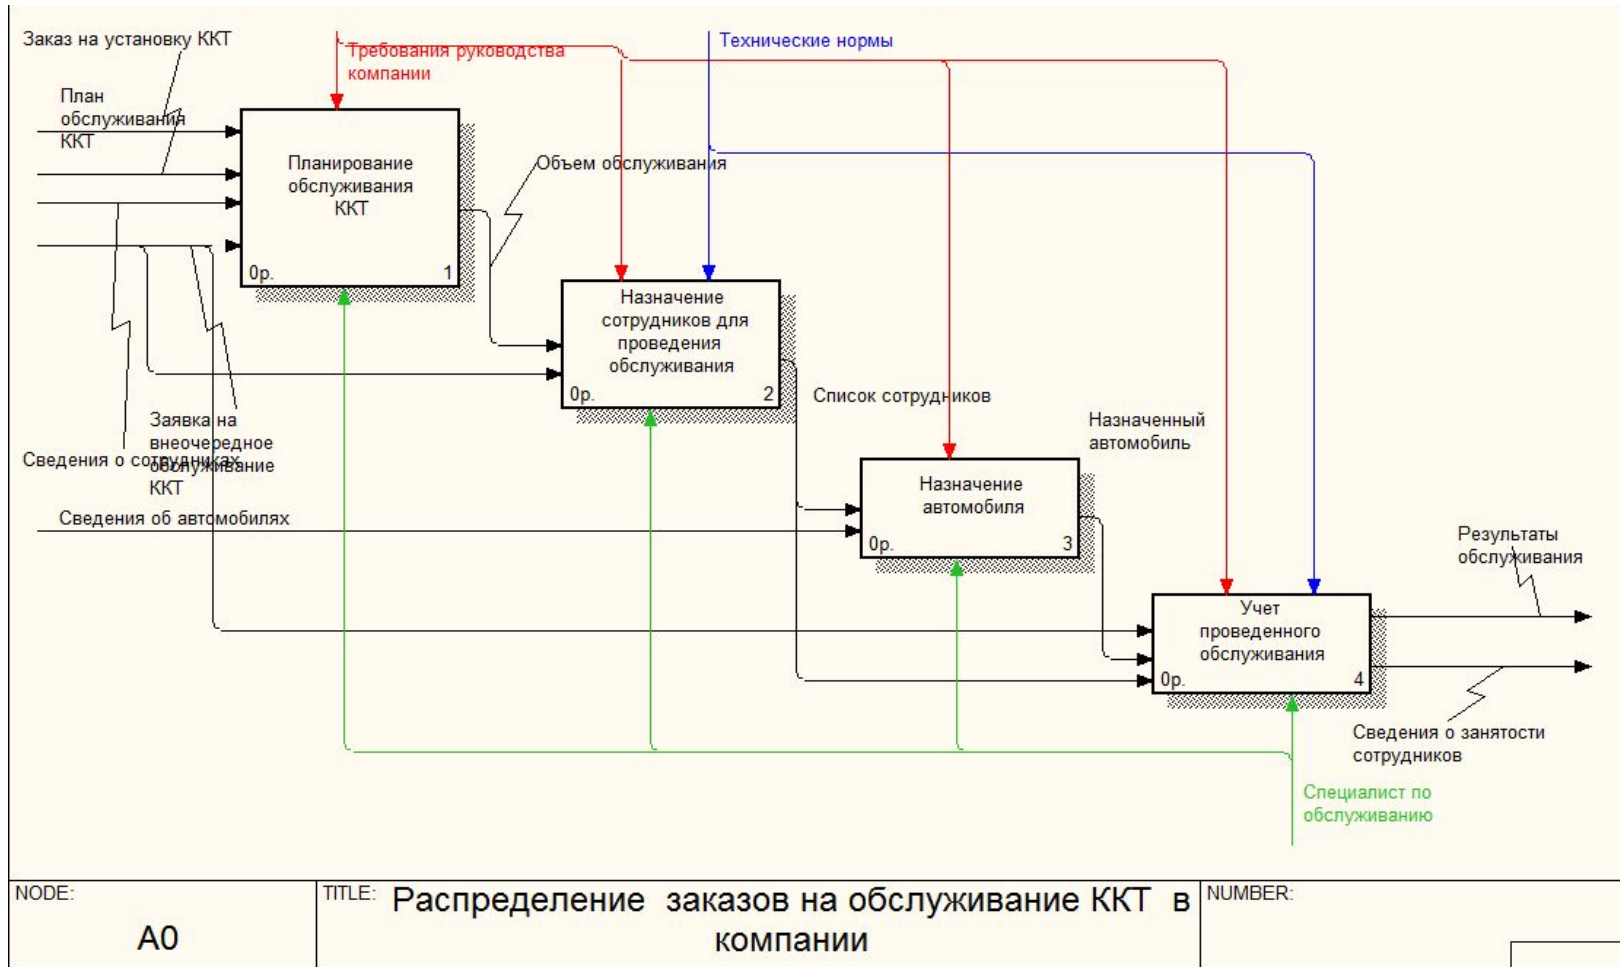 Заказ на установку ККТ
Требования руководства
компании
Технические нормы
План
обслуживания
ККТ
Планирование
обслуживания
ККТ
0р.
1
Объем обслуживания
Назначение
сотрудников для
проведения
обслуживания
0р.
2
Список сотрудников
Заявка на
внеочередное
обслуживание
ККТ
Сведения о сотрудниках
Сведения об автомобилях
Назначенный
автомобиль
Назначение
автомобиля
0р.
3
Результаты
обслуживания
Учет
проведенного
обслуживания
0р.
4
Сведения о занятости
сотрудников
Специалист по
обслуживанию
NODE:
A0
TITLE:
Распределение заказов на обслуживание ККТ в
компании
NUMBER: